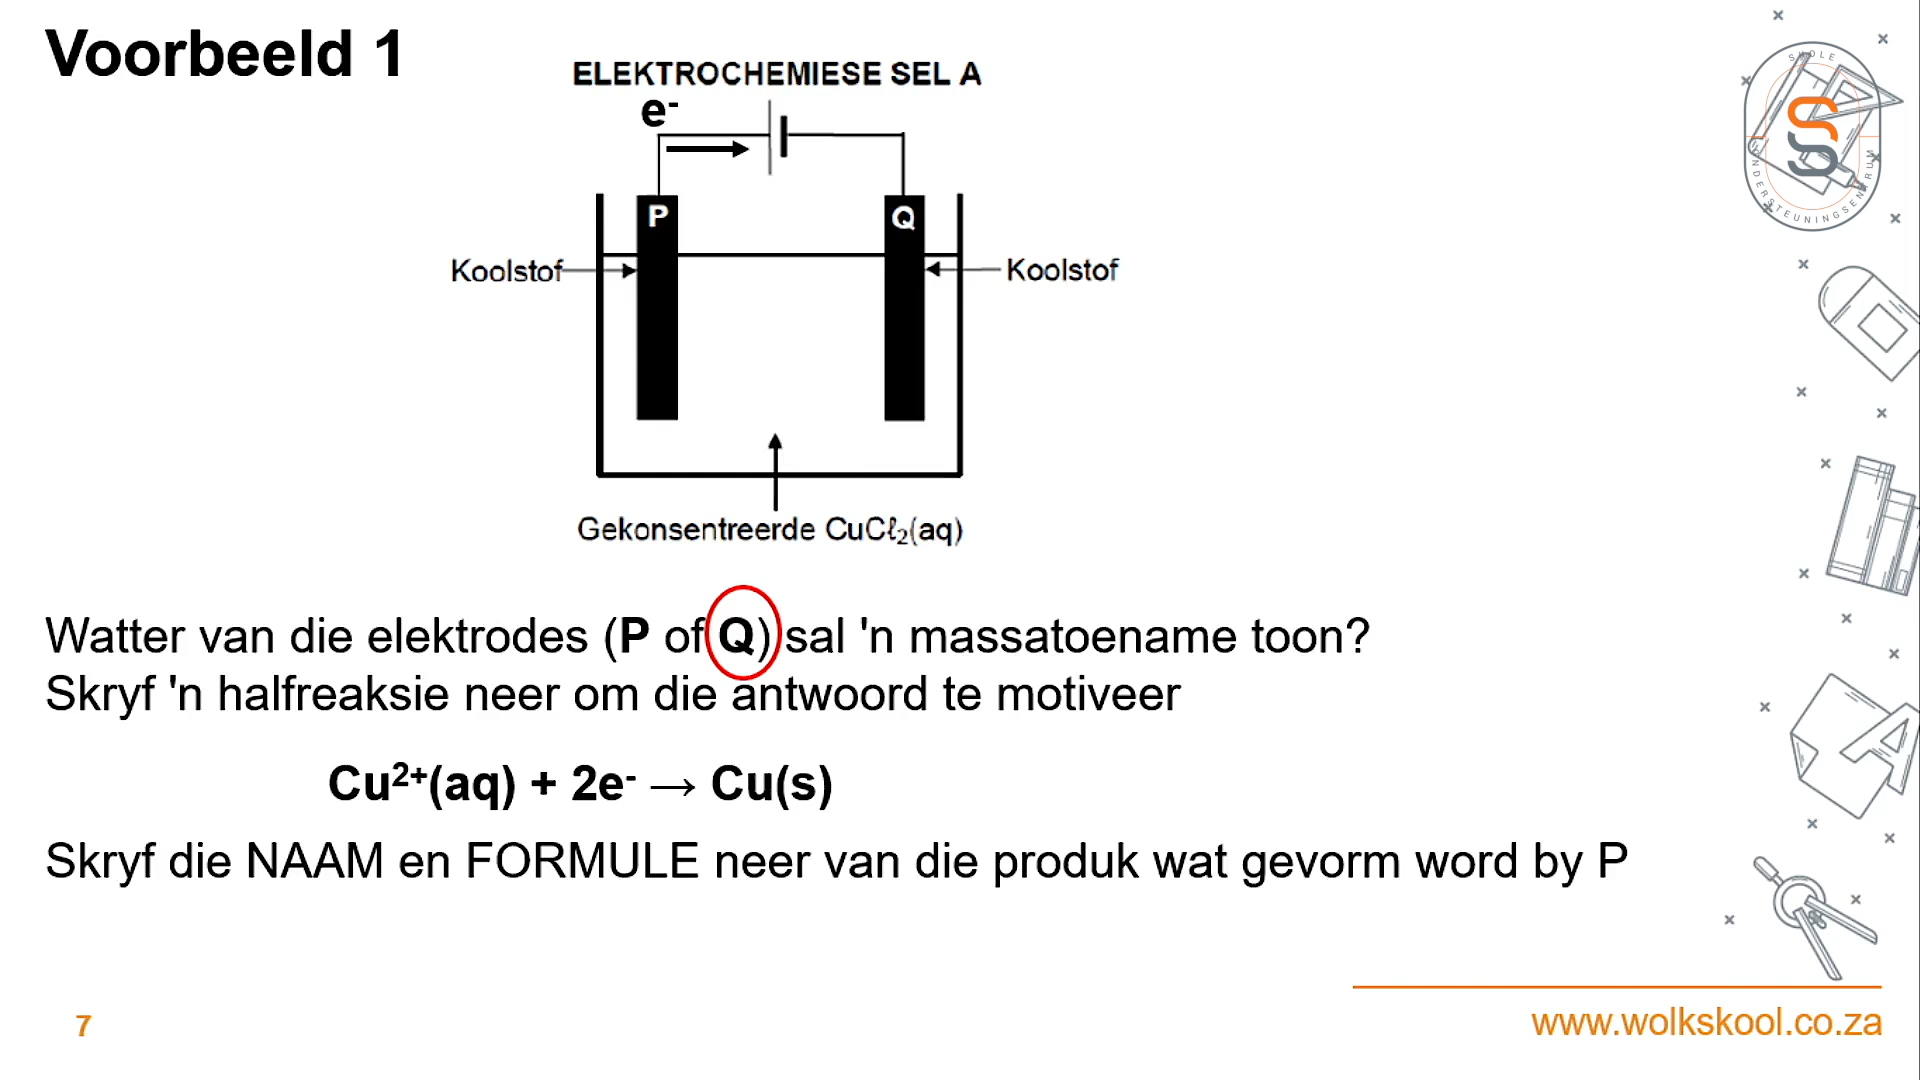 Voorbeeld 1
ELEKTROCHEMIESE SEL A
e⁻
P
Q
Koolstof
Koolstof
Gekonsentreerde CuCℓ₂(aq)
Watter van die elektrodes (P of Q) sal 'n massatoename toon?
Skryf 'n halfreaksie neer om die antwoord te motiveer
Cu²⁺(aq) + 2e⁻ → Cu(s)
Skryf die NAAM en FORMULE neer van die produk wat gevorm word by P
7
www.wolkskool.co.za
SKOLE
ONDERSTEUNINGSENTRUM